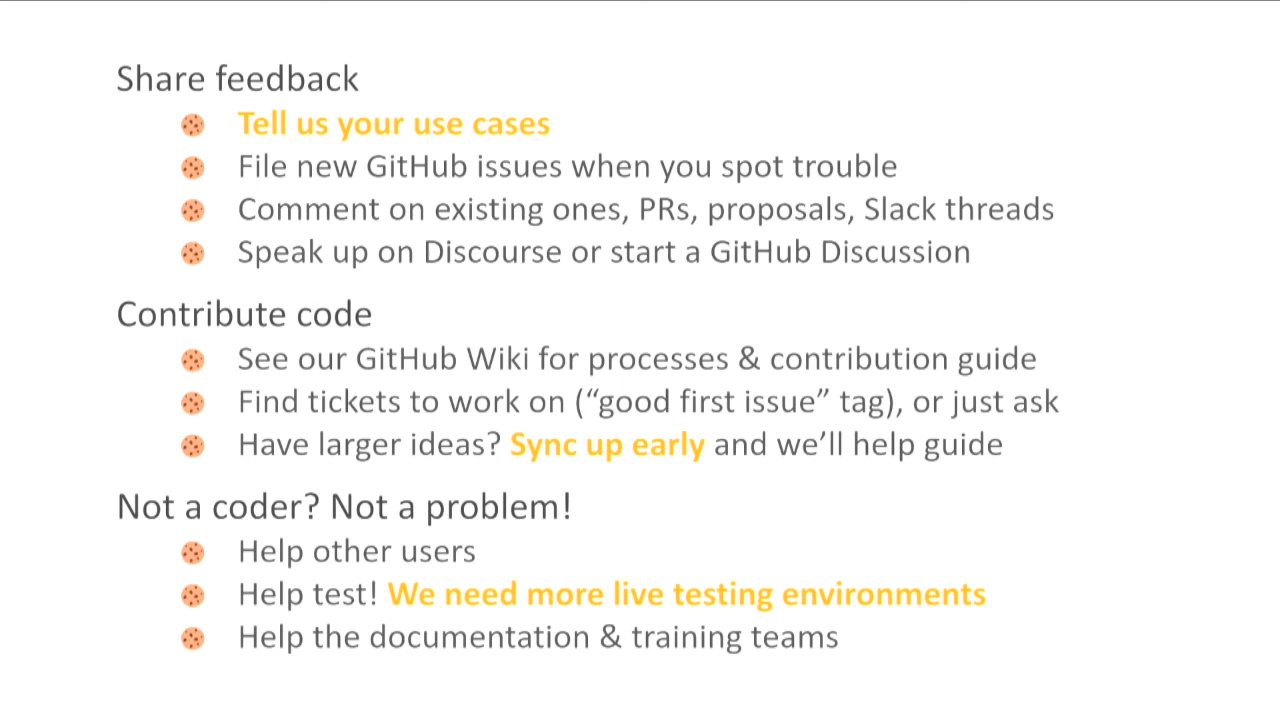 Share feedback
Tell us your use cases
File new GitHub issues when you spot trouble
Comment on existing ones, PRs, proposals, Slack threads
Speak up on Discourse or start a GitHub Discussion
Contribute code
See our GitHub Wiki for processes & contribution guide
Find tickets to work on (“good first issue” tag), or just ask
Have larger ideas? Sync up early and we’ll help guide
Not a coder? Not a problem!
Help other users
Help test! We need more live testing environments
Help the documentation & training teams